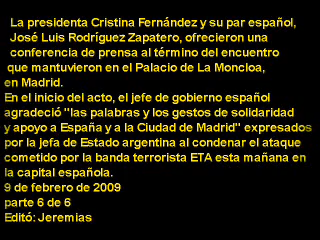 La presidenta Cristina Fernández y su par español,
José Luis Rodríguez Zapatero, ofrecieron una
conferencia de prensa al término del encuentro
que mantuvieron en el Palacio de La Moncloa,
en Madrid.
En el inicio del acto, el jefe de gobierno español
agradeció "las palabras y los gestos de solidaridad
y apoyo a España y a la Ciudad de Madrid" expresados
por la jefa de Estado argentina al condenar el ataque
cometido por la banda terrorista ETA esta mañana en
la capital española.
9 de febrero de 2009
parte 6 de 6
Editó: Jeremias